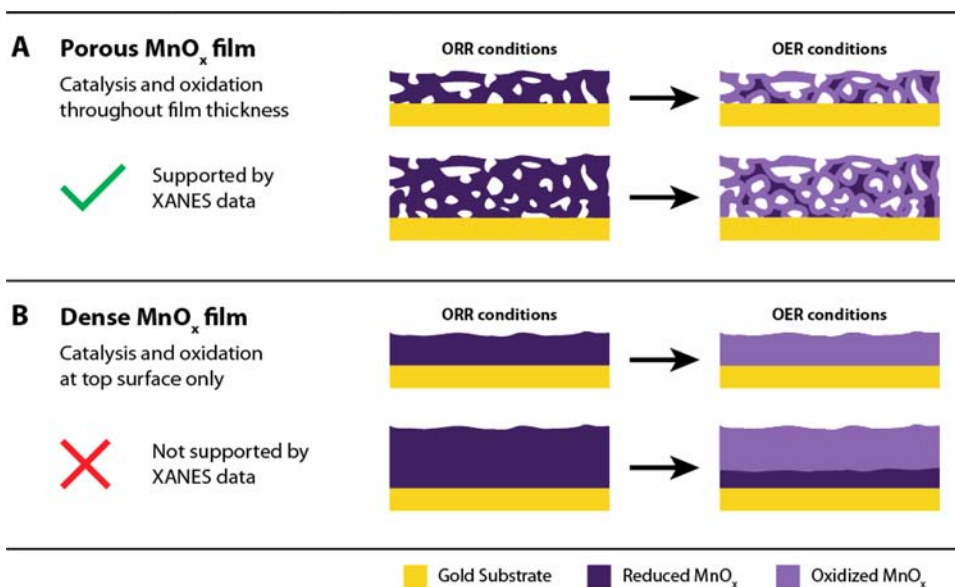 A Porous MnOx film
Catalysis and oxidation
throughout film thickness
Supported by
XANES data
ORR conditions
OER conditions
B Dense MnOx film
Catalysis and oxidation
at top surface only
Not supported by
XANES data
ORR conditions
OER conditions
Gold Substrate
Reduced MnOx
Oxidized MnOx